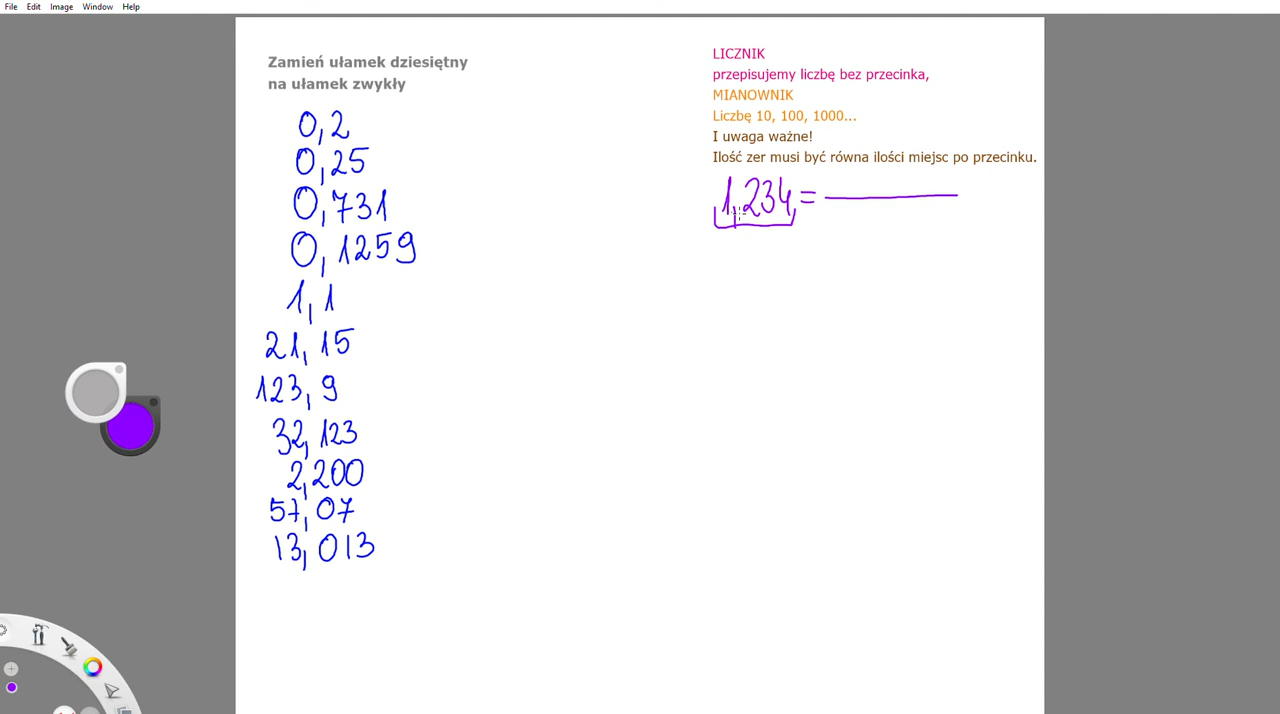 File Edit Image Window Help
Zamień ułamek dziesiętny
na ułamek zwykły
0,2
0,25
0,731
0,1259
1,1
21,15
123,9
32,123
2,200
57,07
13,013
LICZNIK
przepisujemy liczbę bez przecinka,
MIANOWNIK
Liczbę 10, 100, 1000...
I uwaga ważne!
Ilość zer musi być równa ilości miejsc po przecinku.
1,234=